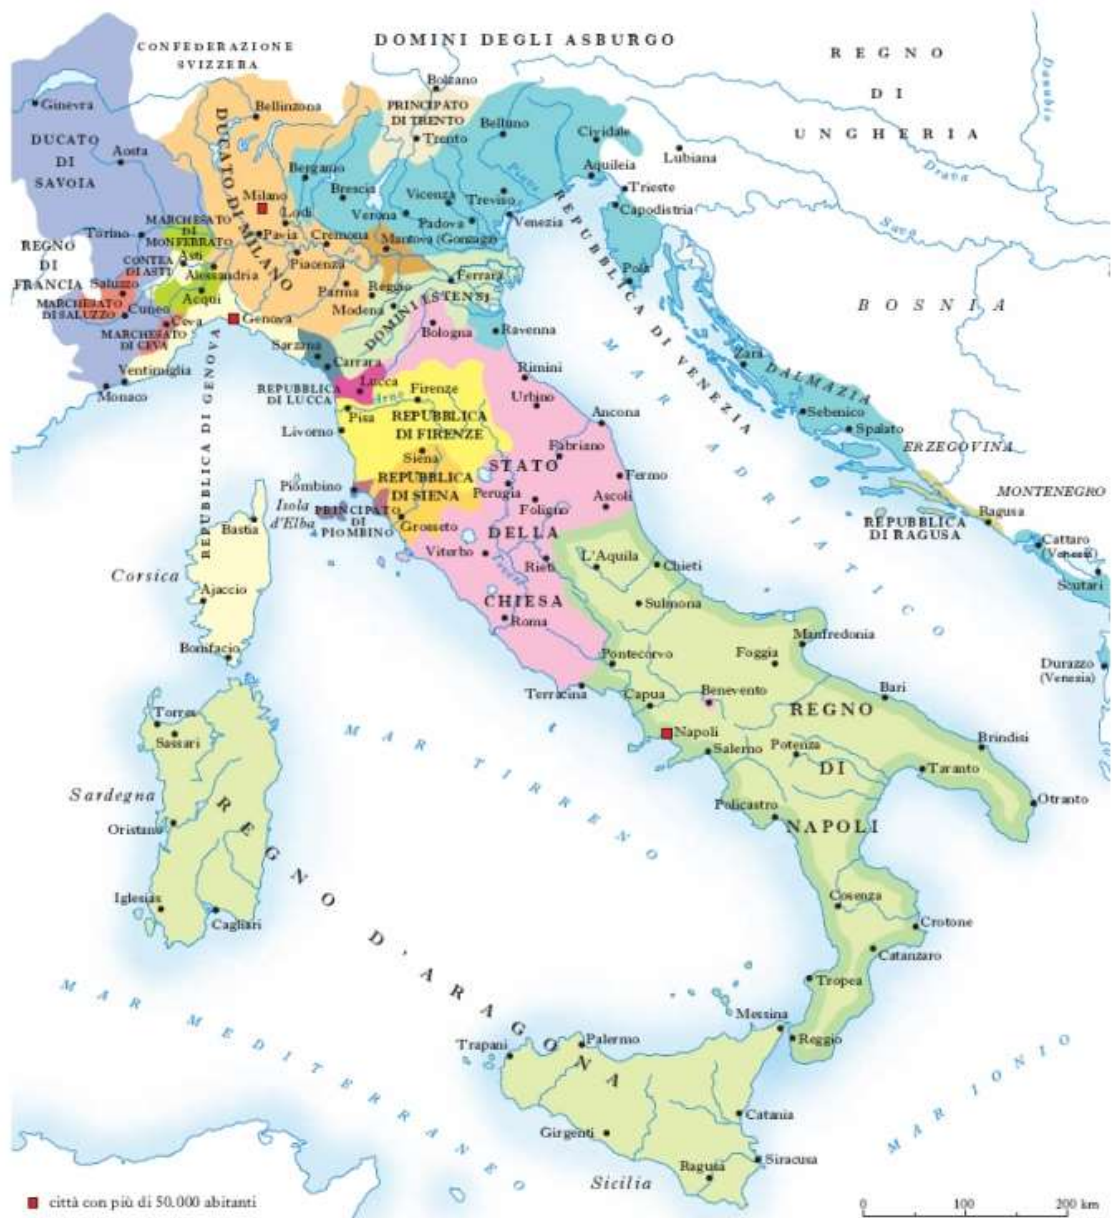 CONFEDERAZIONE
SVIZZERA
DOMINI DEGLI ASBURGO
REGNO
DI
UNGHERIA
Danubio
Drava
Sava
Ginevra
DUCATO
DI
SAVOIA
Aosta
Bellinzona
DUCATO DI MILANO
Bolzano
PRINCIPATO
DI TRENTO
Trento
Belluno
Cividale
Aquileia
Lubiana
Trieste
Capodistria
Bergamo
Brescia
Vicenza
Treviso
Piave
Verona
Padova
Venezia
REPUBBLICA DI VENEZIA
Milano
Lodi
Pavia
Cremona
Mantova (Gonzaga)
Piacenza
MARCHESATO
DI
MONFERRATO
Torino
CONTEA
DI ASTI
Asti
Alessandria
REGNO
DI
FRANCIA
Saluzzo
MARCHESATO
DI SALUZZO
Acqui
Cuneo
Ceva
MARCHESATO
DI CEVA
Genova
Parma
Reggio
Modena
Ferrara
DOMINI ESTENSI
Bologna
Ravenna
Pola
BOSNIA
Ventimiglia
Monaco
REPUBBLICA DI GENOVA
Sarzana
Carrara
REPUBBLICA
DI LUCCA
Lucca
Firenze
Arno
Pisa
REPUBBLICA
DI FIRENZE
Livorno
Siena
REPUBBLICA
DI SIENA
Piombino
Isola
d'Elba
PRINCIPATO
DI
PIOMBINO
Grosseto
Rimini
Urbino
Ancona
Fabriano
STATO
DELLA
CHIESA
Fermo
Perugia
Ascoli
Foligno
Viterbo
Rieti
Tevere
Roma
Zara
DALMAZIA
Sebenico
Spalato
ERZEGOVINA
MONTENEGRO
Ragusa
REPUBBLICA
DI RAGUSA
Cattaro
(Venezia)
Scutari
Durazzo
(Venezia)
MAR ADRIATICO
Bastia
Corsica
Ajaccio
Bonifacio
L'Aquila
Chieti
Sulmona
Pontecorvo
Terracina
Manfredonia
Foggia
Capua
Benevento
Bari
REGNO
DI
NAPOLI
Napoli
Salerno
Potenza
Brindisi
Taranto
Otranto
Policastro
Cosenza
Crotone
Catanzaro
Tropea
Reggio
MAR TIRRENO
Torres
Sassari
Sardegna
Oristano
Iglesias
Cagliari
REGNO D'ARAGONA
MAR MEDITERRANEO
MAR IONIO
Messina
Palermo
Trapani
Catania
Girgenti
Siracusa
Ragusa
Sicilia
città con più di 50.000 abitanti
0 100 200 km